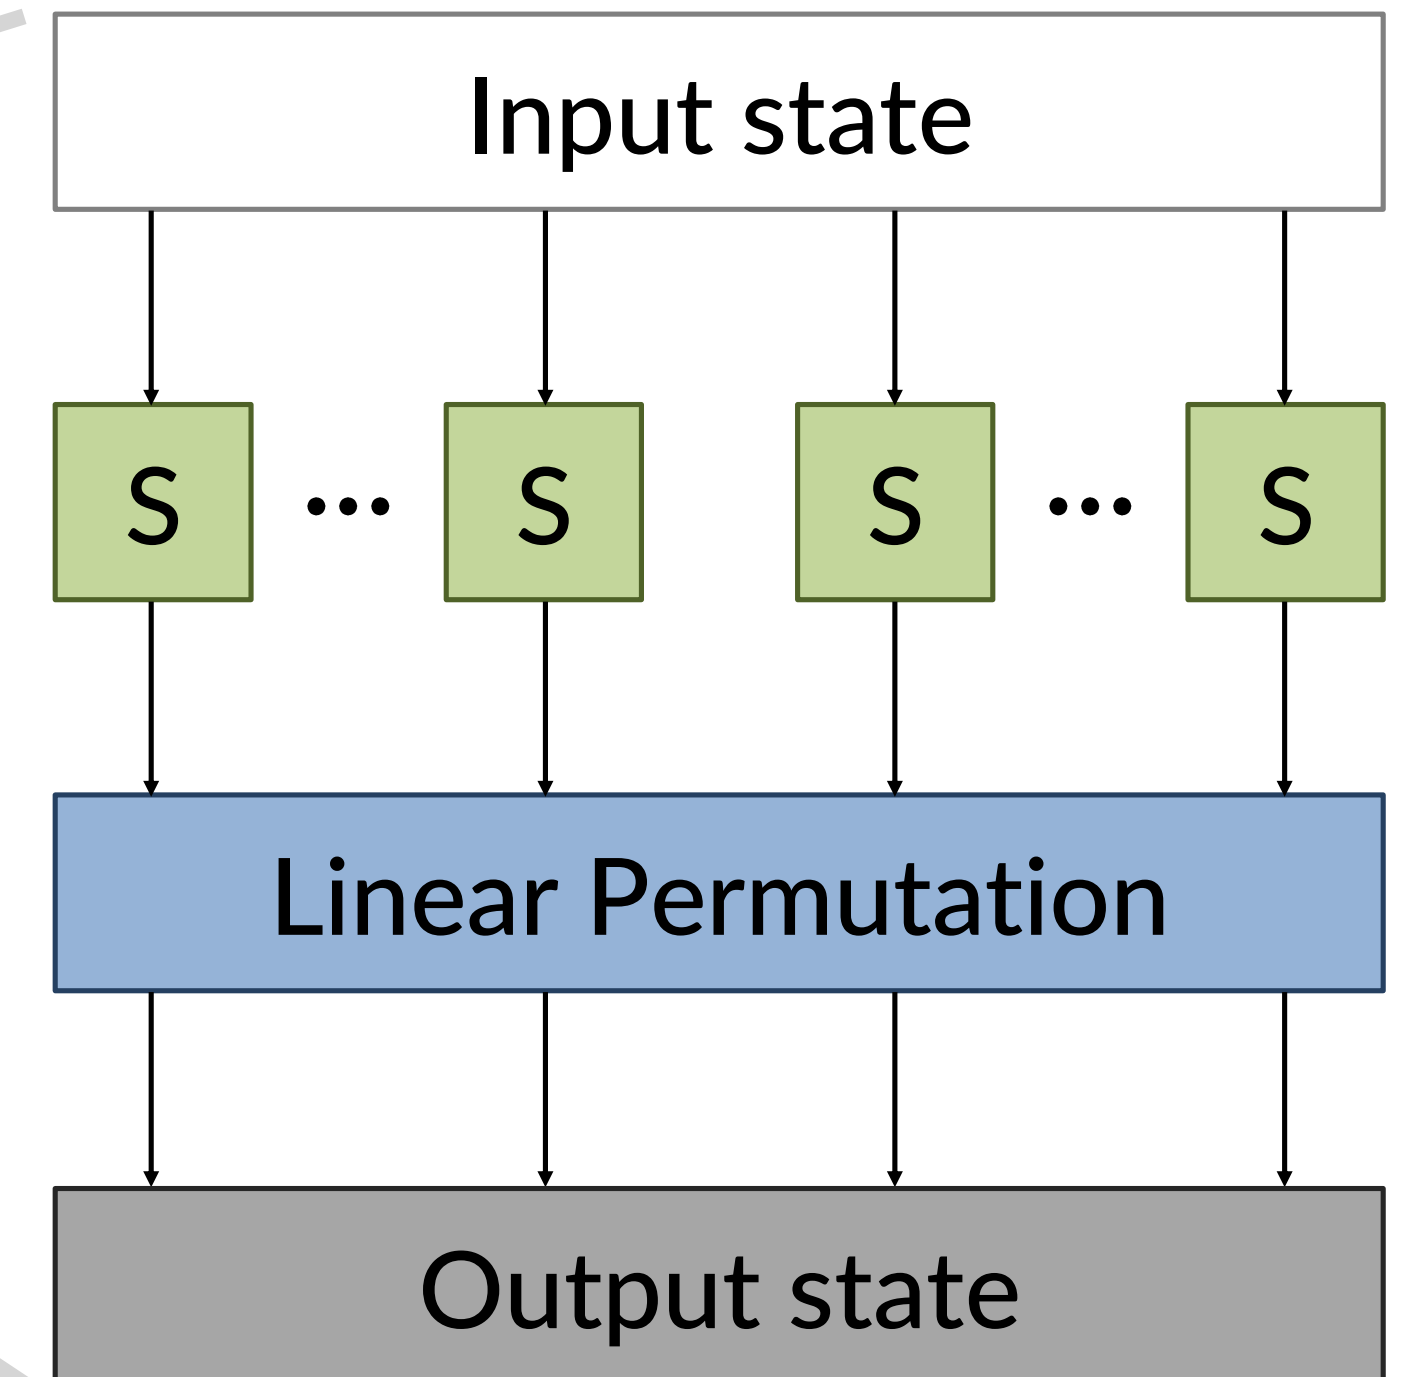 Input state
S ••• S S ••• S
Linear Permutation
Output state